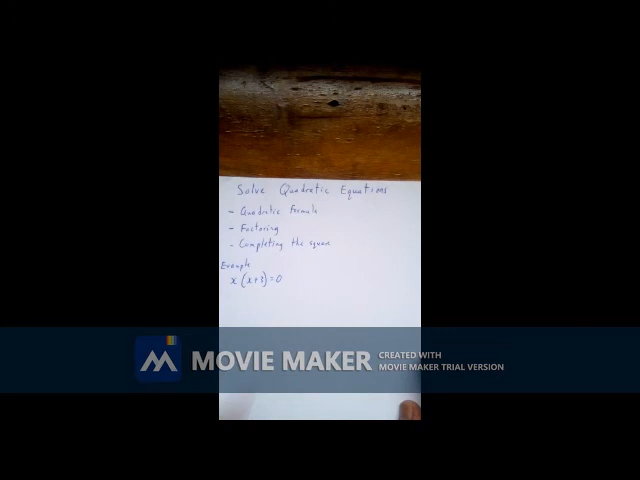 Solve Quadratic Equations
- Quadratic Formula
- Factoring
- Completing the square
Example
x(x+3)=0
MOVIE MAKER
CREATED WITH
MOVIE MAKER TRIAL VERSION